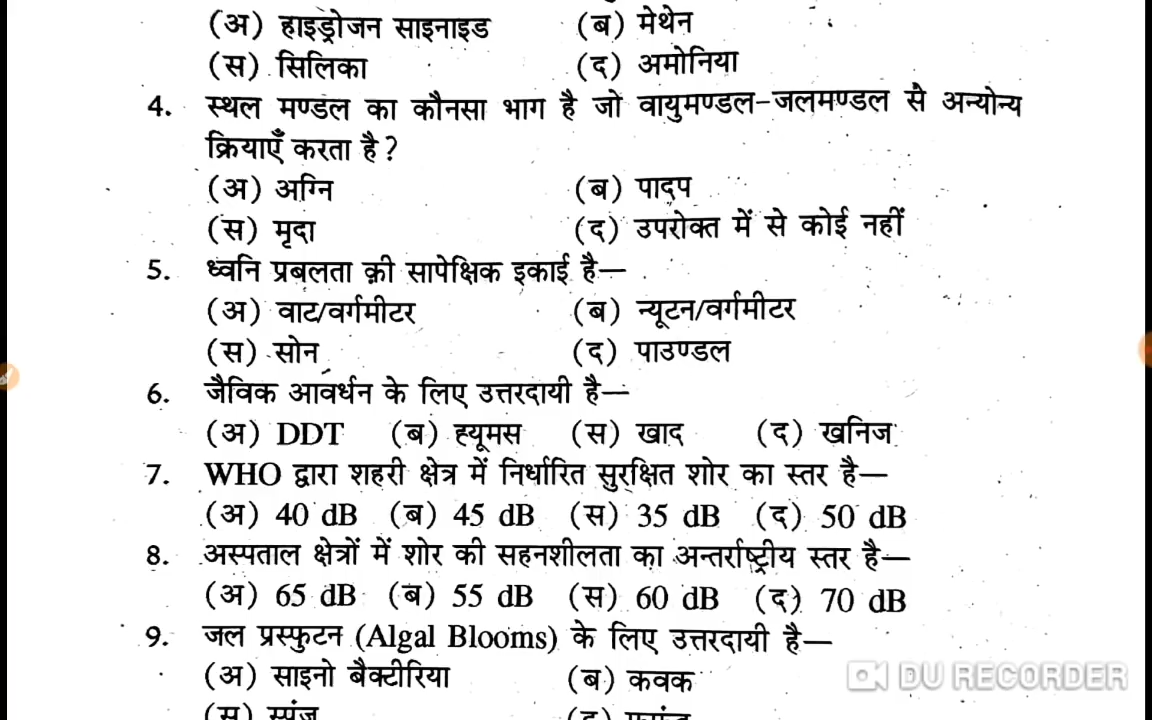 (अ) हाइड्रोजन साइनाइड (ब) मेथेन
(स) सिलिका (द) अमोनिया
4. स्थल मण्डल का कौनसा भाग है जो वायुमण्डल-जलमण्डल से अन्योन्य
क्रियाएँ करता है?
(अ) अग्नि (ब) पादप
(स) मृदा (द) उपरोक्त में से कोई नहीं
5. ध्वनि प्रबलता की सापेक्षिक इकाई है—
(अ) वाट/वर्गमीटर (ब) न्यूटन/वर्गमीटर
(स) सोन (द) पाउण्डल
6. जैविक आवर्धन के लिए उत्तरदायी है—
(अ) DDT (ब) ह्यूमस (स) खाद (द) खनिज
7. WHO द्वारा शहरी क्षेत्र में निर्धारित सुरक्षित शोर का स्तर है—
(अ) 40 dB (ब) 45 dB (स) 35 dB (द) 50 dB
8. अस्पताल क्षेत्रों में शोर की सहनशीलता का अन्तर्राष्ट्रीय स्तर है—
(अ) 65 dB (ब) 55 dB (स) 60 dB (द) 70 dB
9. जल प्रस्फुटन (Algal Blooms) के लिए उत्तरदायी है—
(अ) साइनो बैक्टीरिया (ब) कवक
(स) स्पंज
DU RECORDER